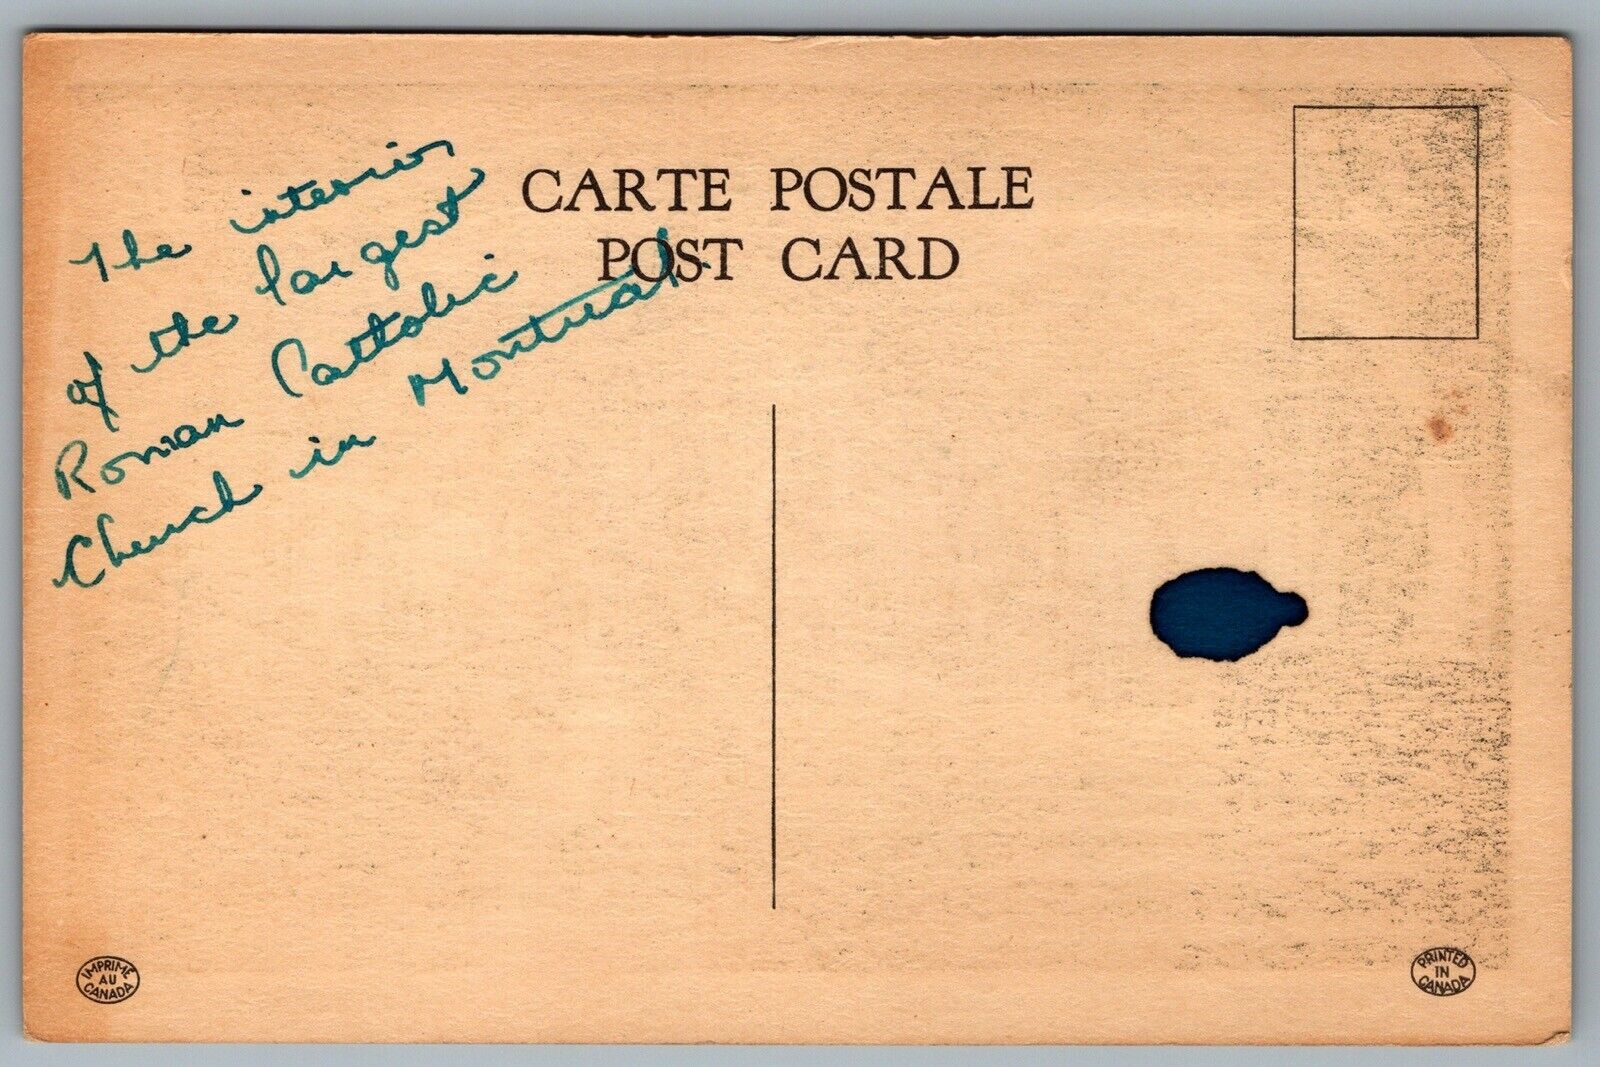 CARTE POSTALE
POST CARD
The interior
of the largest
Roman Catholic
Church in Montreal.
IMPRIMÉ
AU
CANADA
PRINTED
IN
CANADA